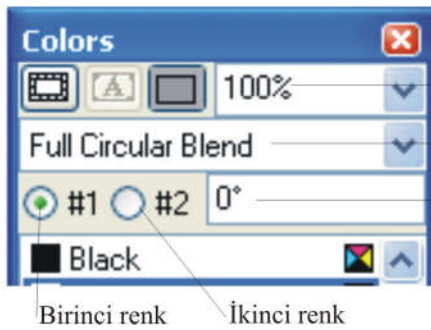 Colors
A 100%
Full Circular Blend
#1 #2 0°
Black
Birinci renk İkinci renk